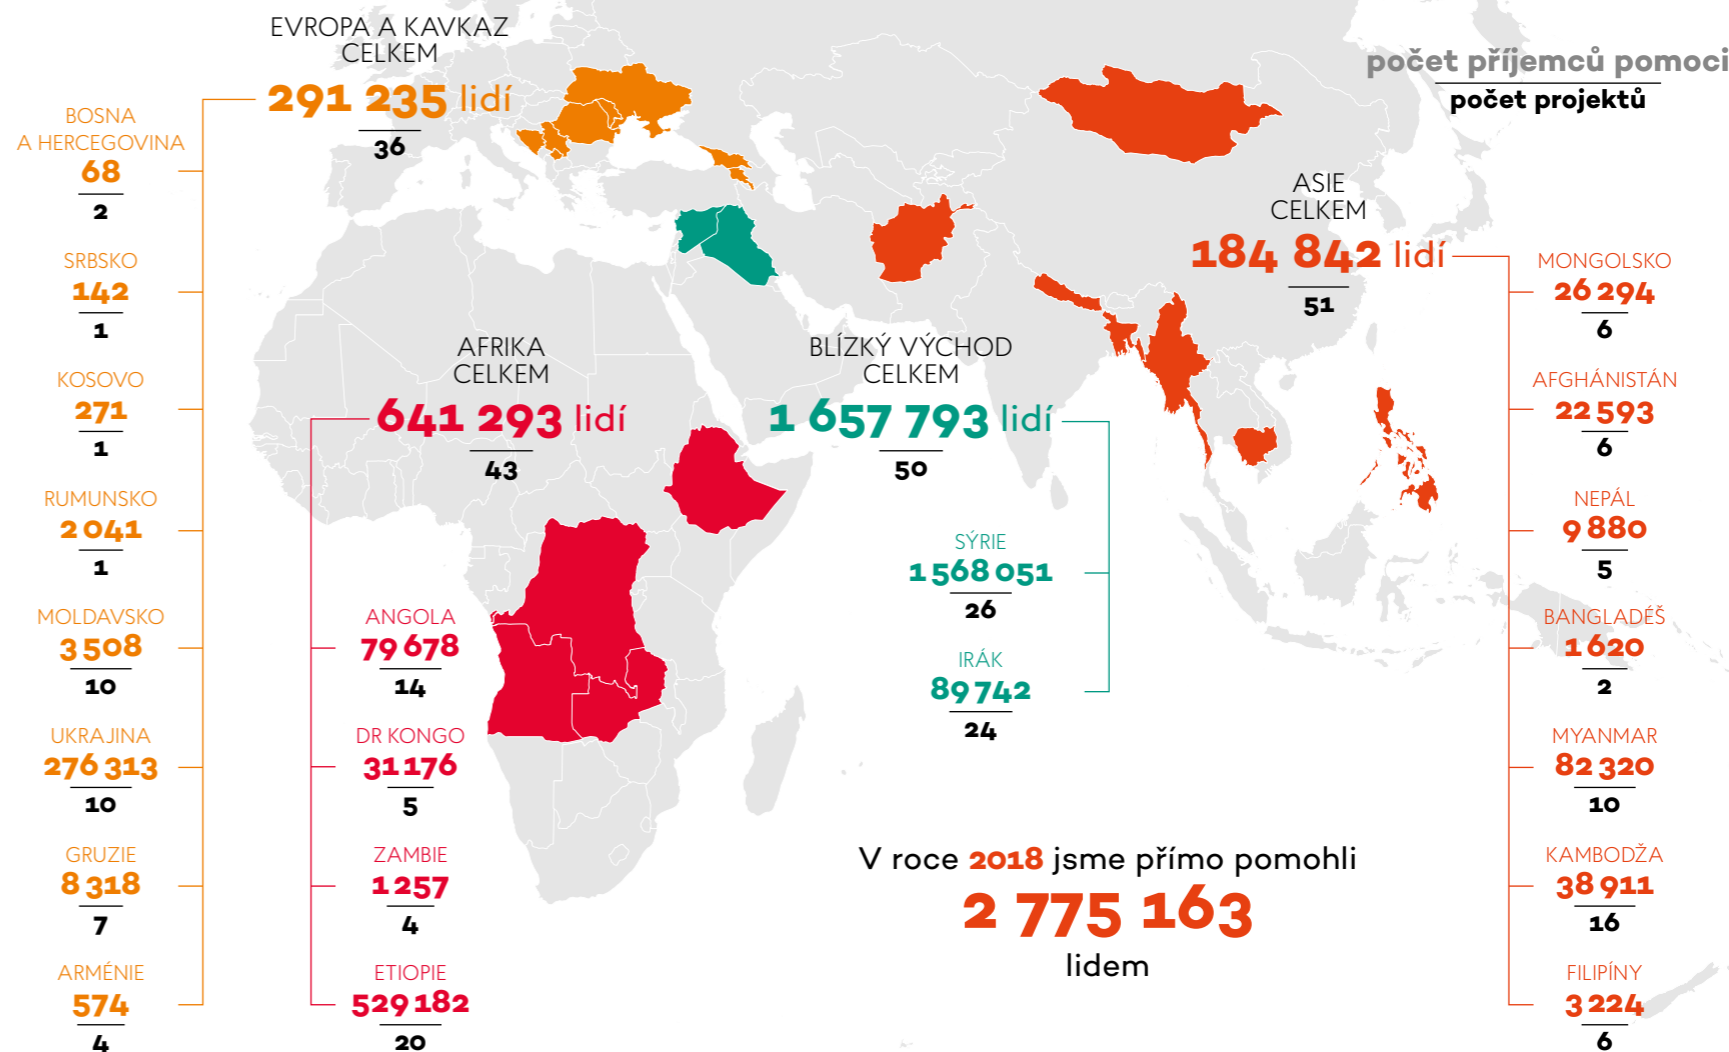 EVROPA A KAVKAZ
CELKEM
291 235 lidí
36
BOSNA
A HERCEGOVINA
68
2
SRBSKO
142
1
KOSOVO
271
1
RUMUNSKO
2 041
1
MOLDAVSKO
3 508
10
UKRAJINA
276 313
10
GRUZIE
8 318
7
ARMÉNIE
574
4
AFRIKA
CELKEM
641 293 lidí
43
ANGOLA
79 678
14
DR KONGO
31 176
5
ZAMBIE
1 257
4
ETIOPIE
529 182
20
BLÍZKÝ VÝCHOD
CELKEM
1 657 793 lidí
50
SÝRIE
1 568 051
26
IRÁK
89 742
24
počet příjemců pomoci
počet projektů
ASIE
CELKEM
184 842 lidí
51
MONGOLSKO
26 294
6
AFGHÁNISTÁN
22 593
6
NEPÁL
9 880
5
BANGLADÉŠ
1 620
2
MYANMAR
82 320
10
KAMBODŽA
38 911
16
FILIPÍNY
3 224
6
V roce 2018 jsme přímo pomohli
2 775 163
lidem